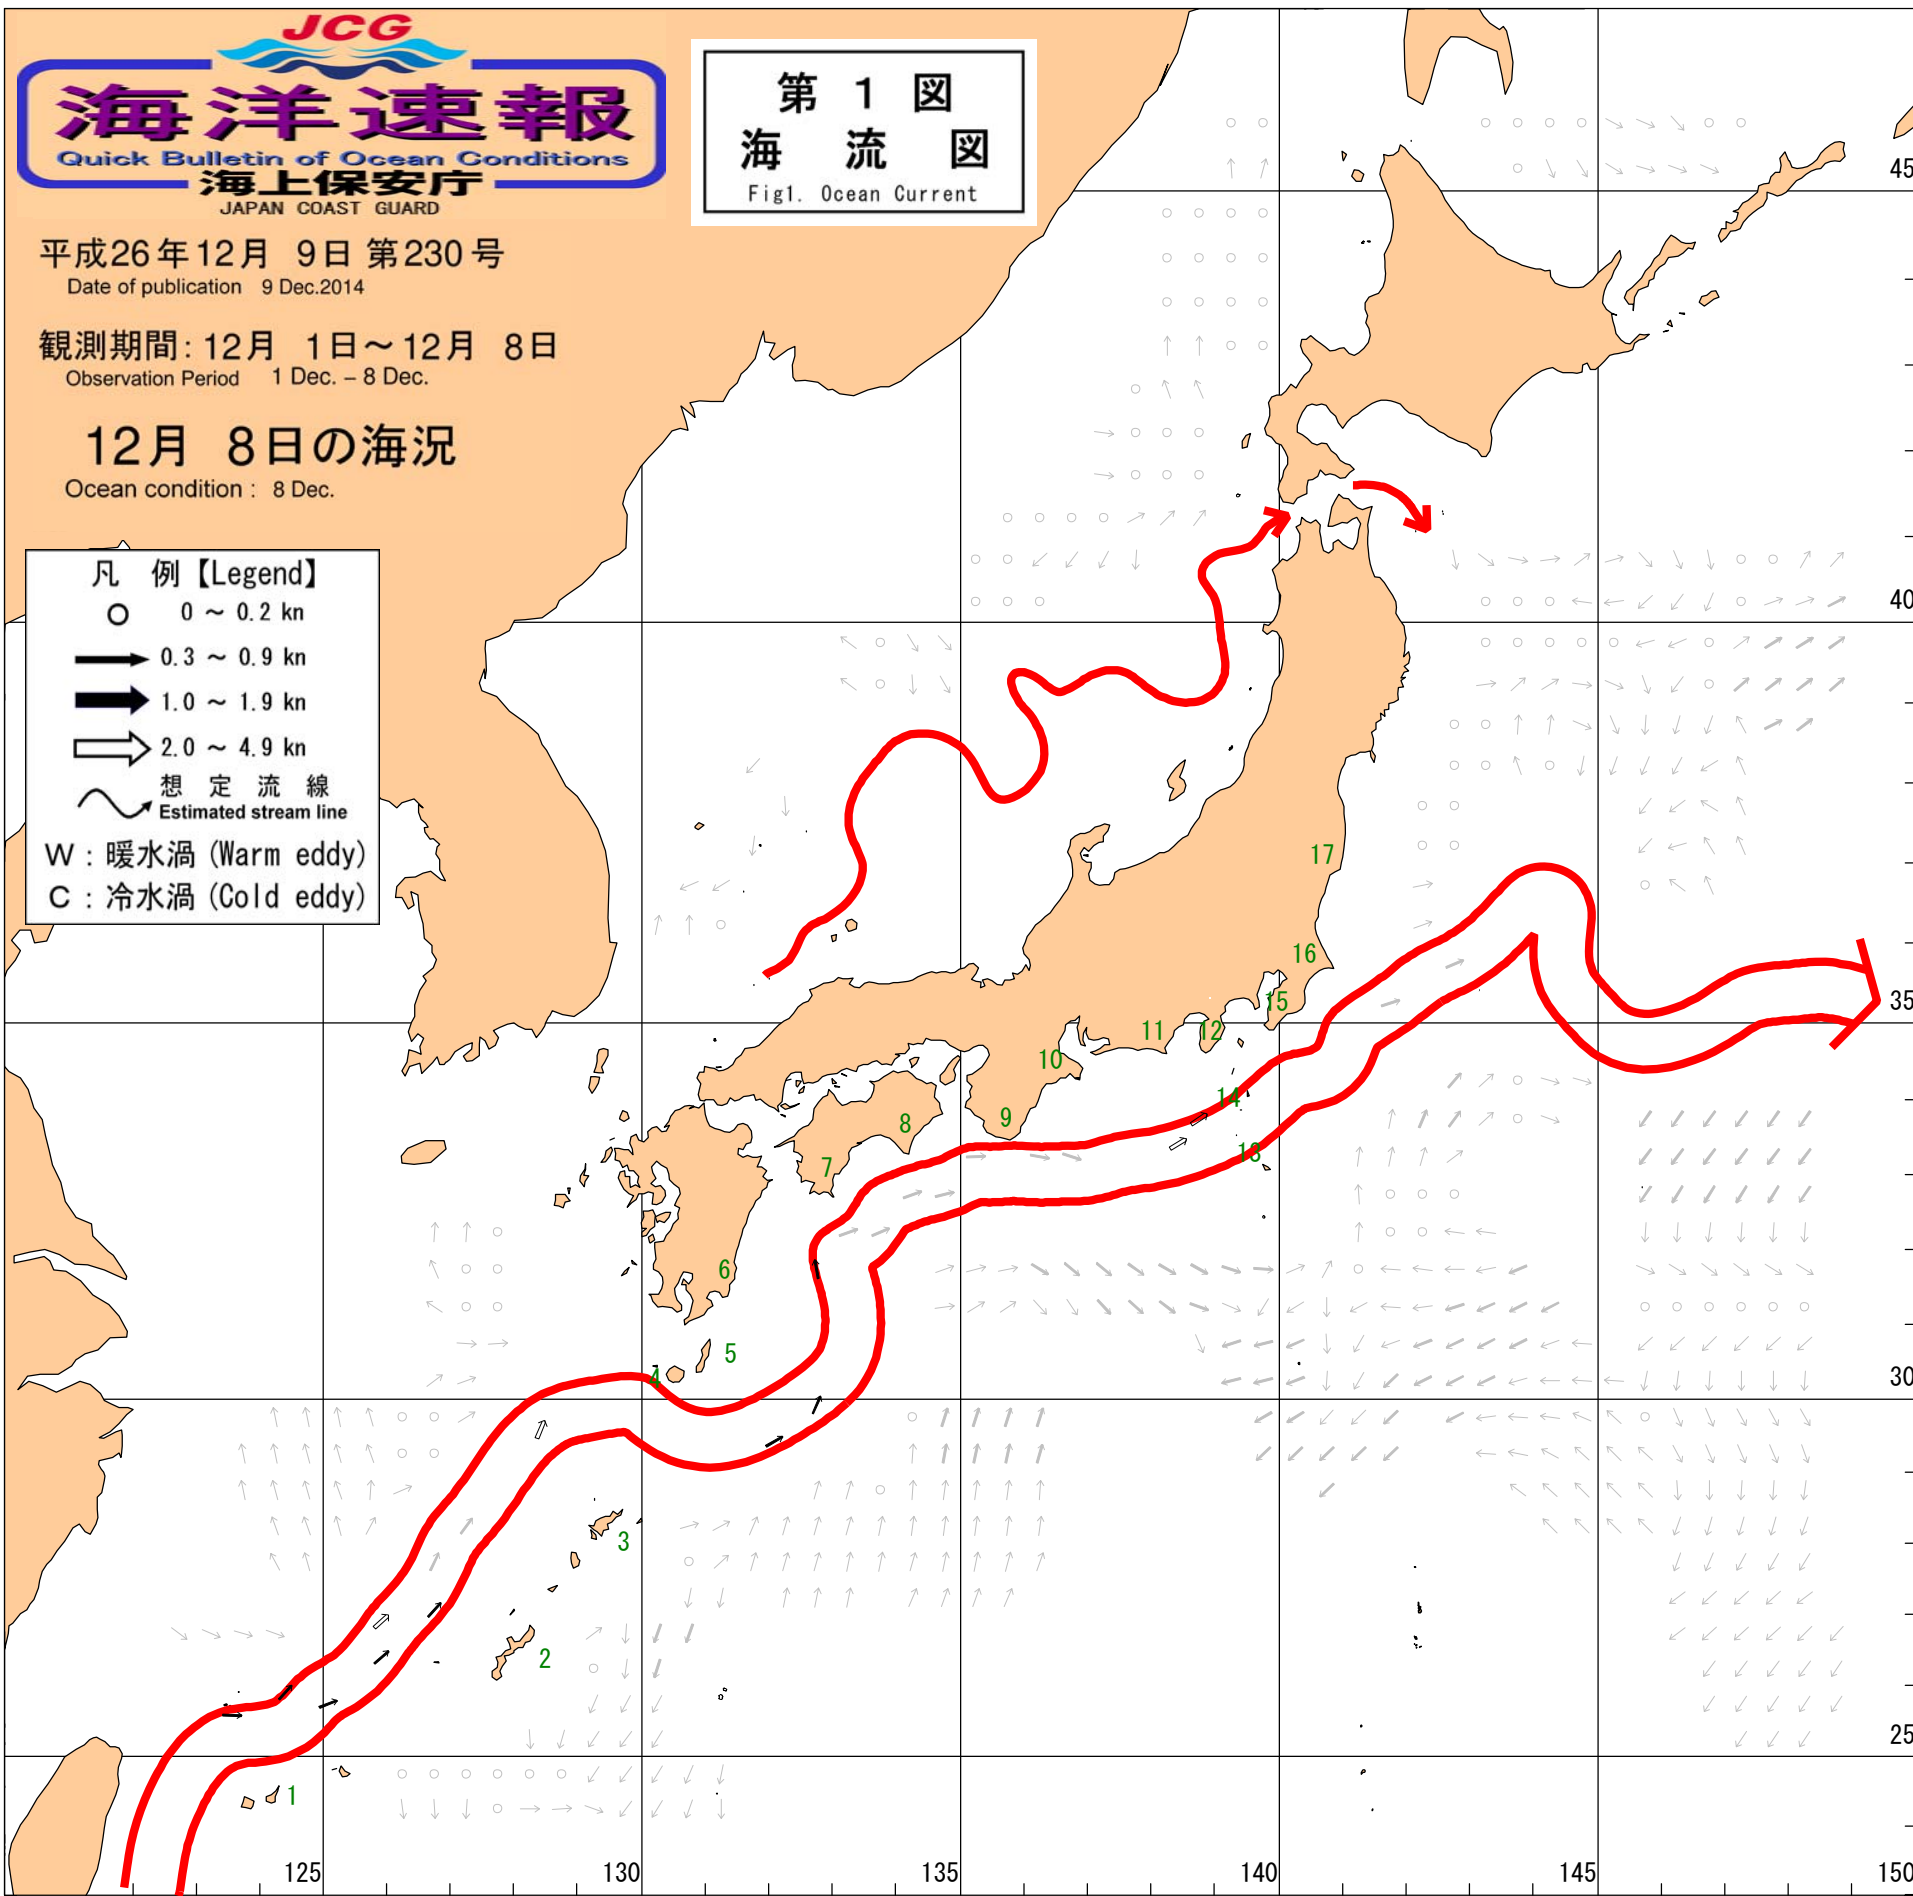 JCG
海洋速報
Quick Bulletin of Ocean Conditions
海上保安庁
JAPAN COAST GUARD
第 1 図
海 流 図
Fig1. Ocean Current
平成26年12月 9日 第230号
Date of publication 9 Dec.2014
観測期間: 12月 1日～12月 8日
Observation Period 1 Dec. – 8 Dec.
12月 8日の海況
Ocean condition : 8 Dec.
凡 例【Legend】
0 ～ 0.2 kn
0.3 ～ 0.9 kn
1.0 ～ 1.9 kn
2.0 ～ 4.9 kn
想 定 流 線
Estimated stream line
W : 暖水渦 (Warm eddy)
C : 冷水渦 (Cold eddy)
45
40
17
16
35
15
12
11
10
14
9
8
13
7
6
5
4
30
3
2
25
1
125
130
135
140
145
150